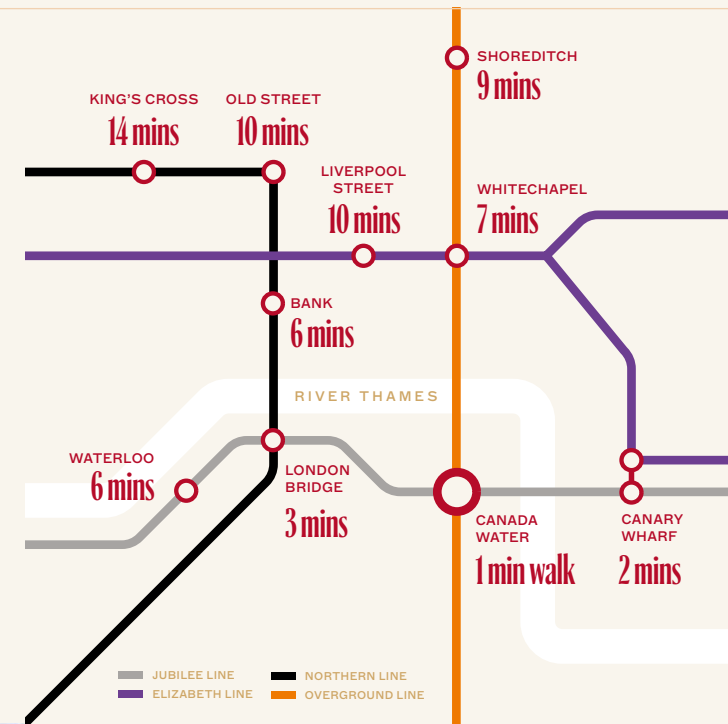 SHOREDITCH
9 mins
KING'S CROSS
14 mins
OLD STREET
10 mins
LIVERPOOL
STREET
10 mins
WHITECHAPEL
7 mins
BANK
6 mins
RIVER THAMES
WATERLOO
6 mins
LONDON
BRIDGE
3 mins
CANADA
WATER
1 min walk
CANARY
WHARF
2 mins
JUBILEE LINE
NORTHERN LINE
ELIZABETH LINE
OVERGROUND LINE